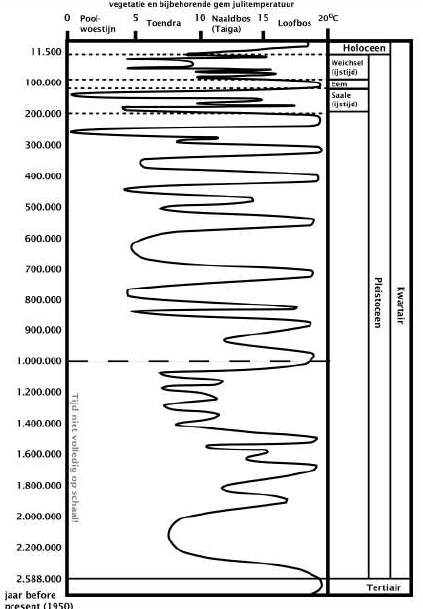 vegetatie en bijbehorende gem julitemperatuur
0 5 10 15 20°C
Pool-
woestijn
Toendra
Naaldbos
(Taiga)
Loofbos
11.500
100.000
200.000
300.000
400.000
500.000
600.000
700.000
800.000
900.000
1.000.000
1.200.000
1.400.000
1.600.000
1.800.000
2.000.000
2.200.000
2.588.000
jaar before
present (1950)
Tijd niet volledig op schaal!
Holoceen
Weichsel
(ijstijd)
Eem
Saale
(ijstijd)
Pleistoceen
Kwartair
Tertiair